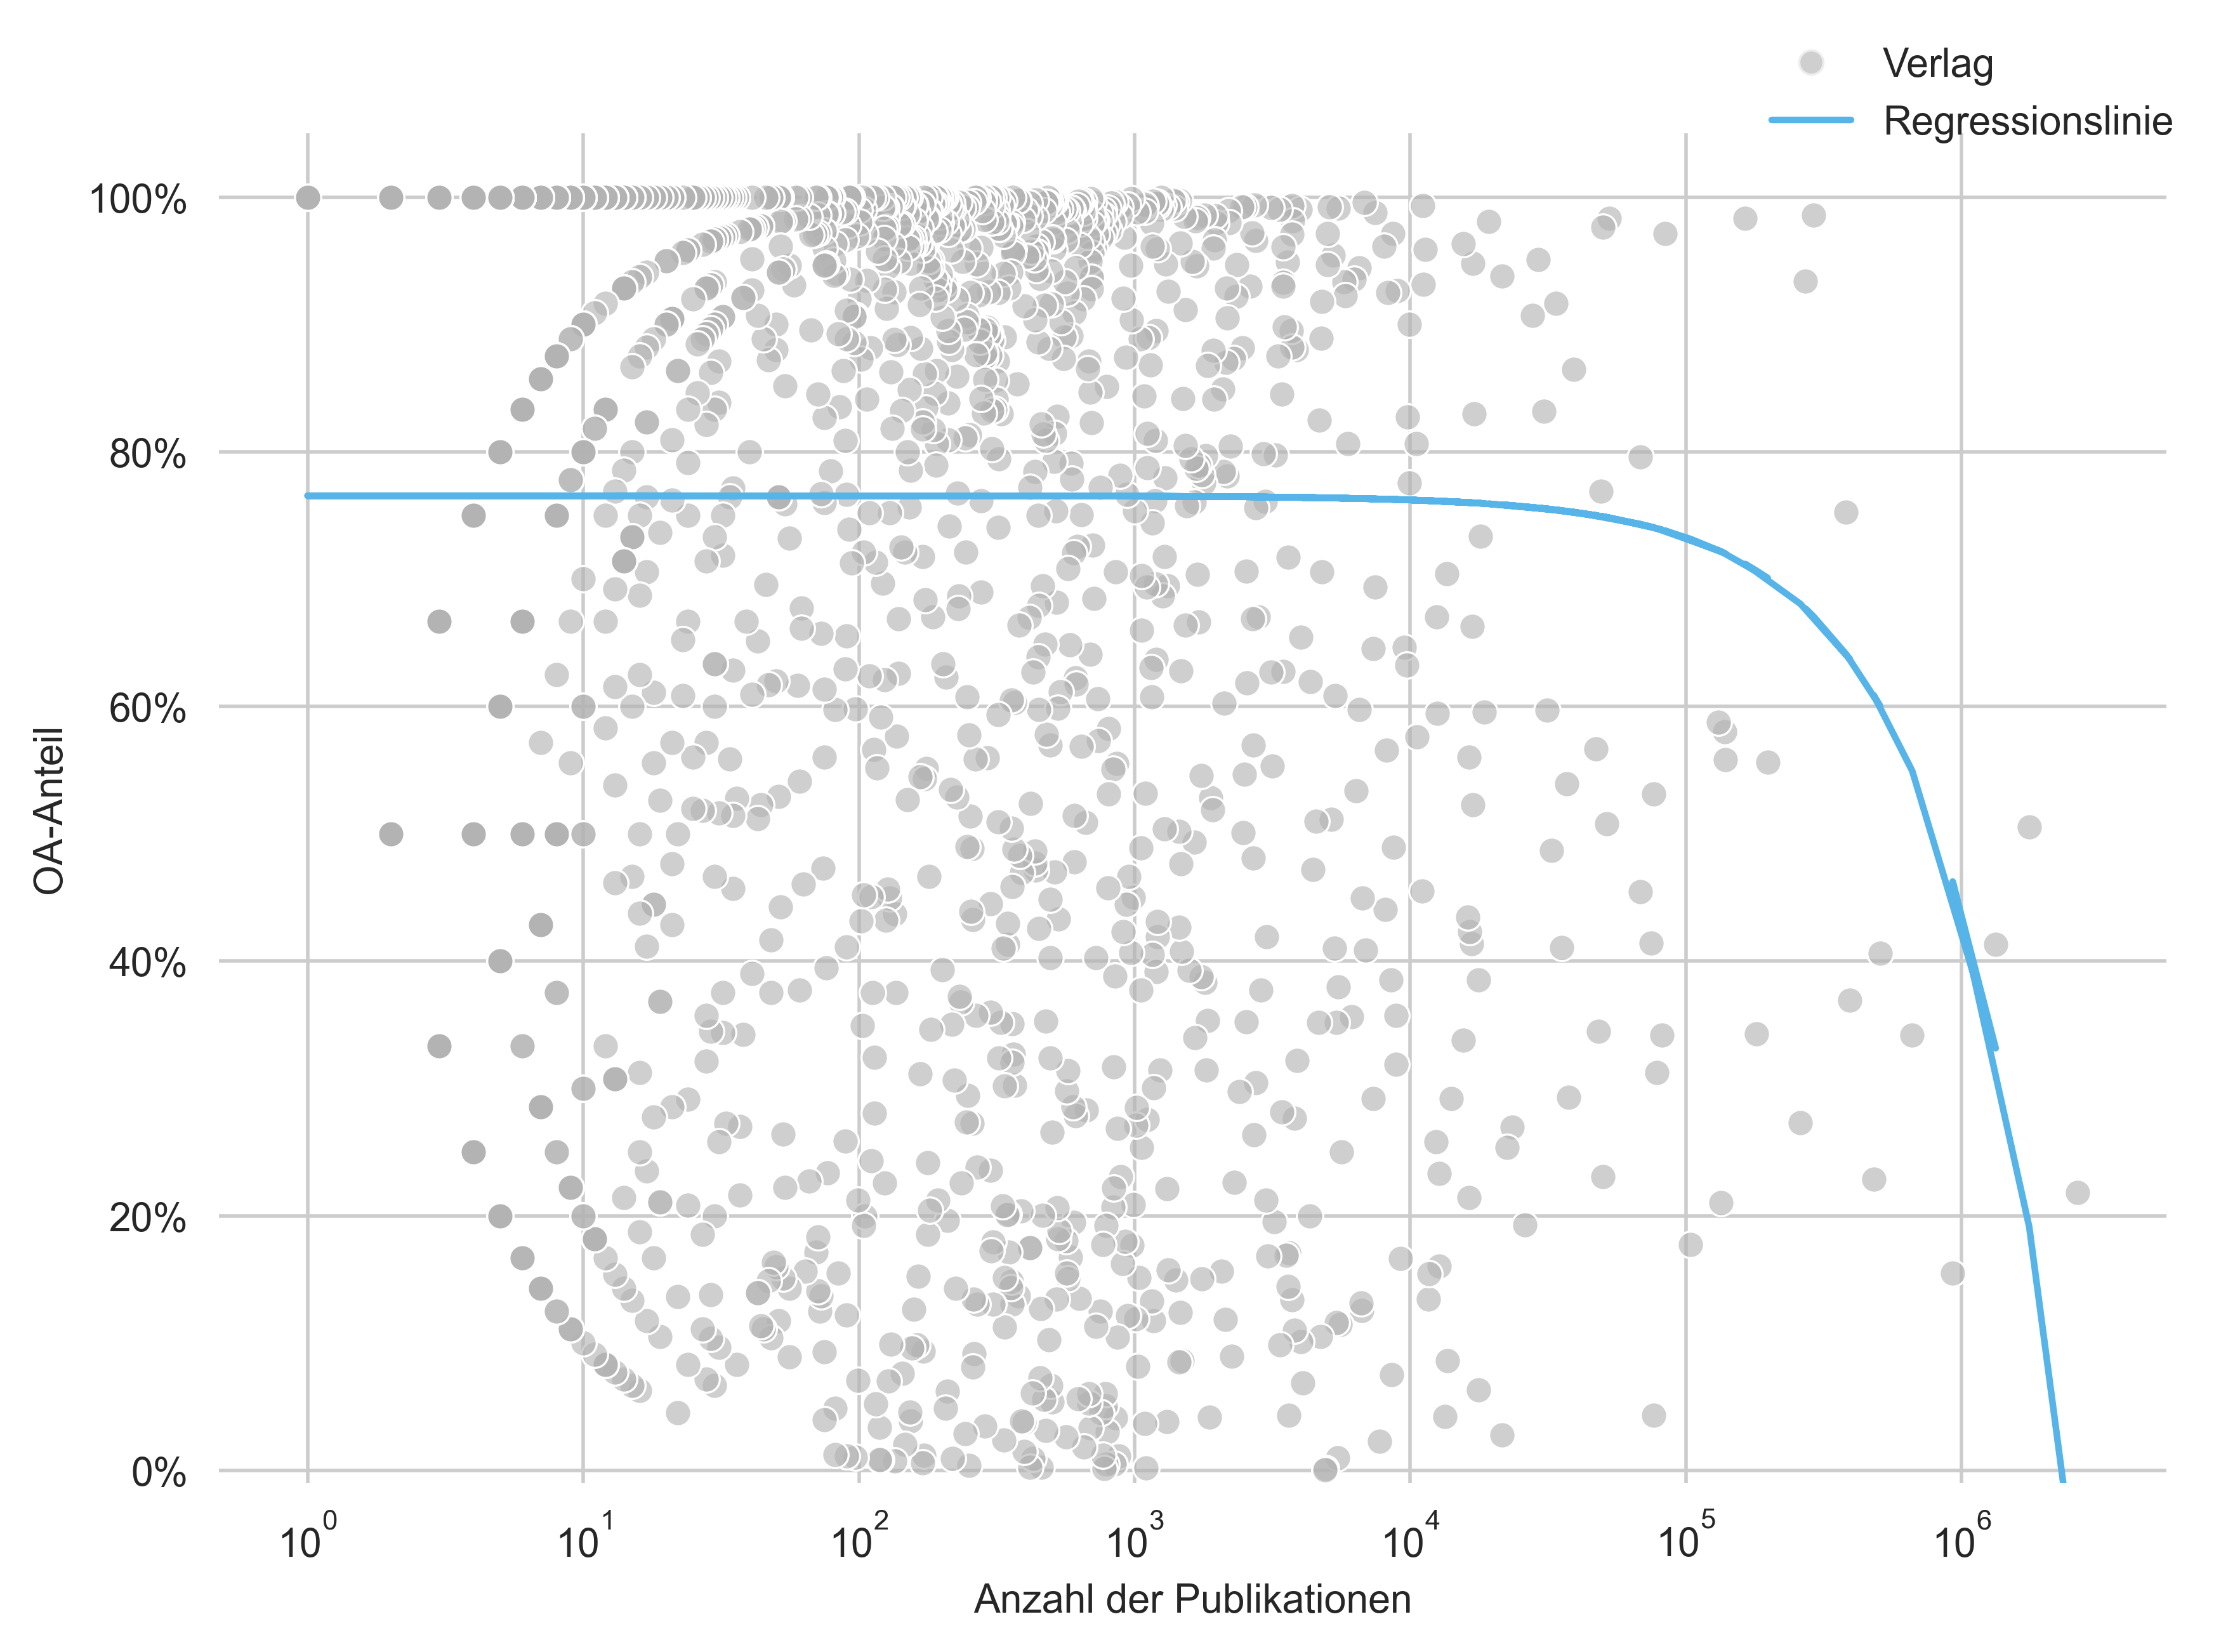 Verlag
Regressionslinie
100%
80%
60%
40%
20%
0%
OA-Anteil
10^0 10^1 10^2 10^3 10^4 10^5 10^6
Anzahl der Publikationen